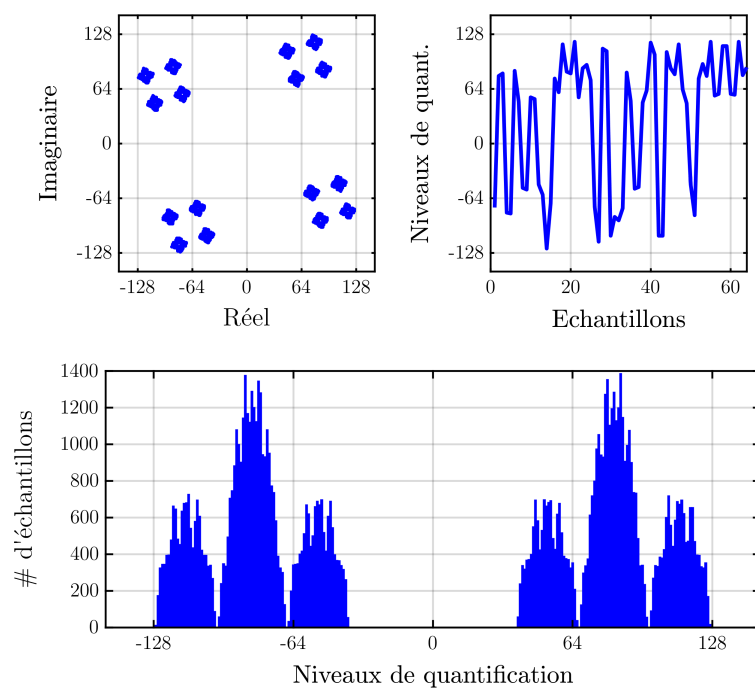 128
64
0
-64
-128
Imaginaire
-128 -64 0 64 128
Réel
128
64
0
-64
-128
Niveaux de quant.
0 20 40 60
Echantillons
1400
1200
1000
800
600
400
200
0
# d'échantillons
-128 -64 0 64 128
Niveaux de quantification